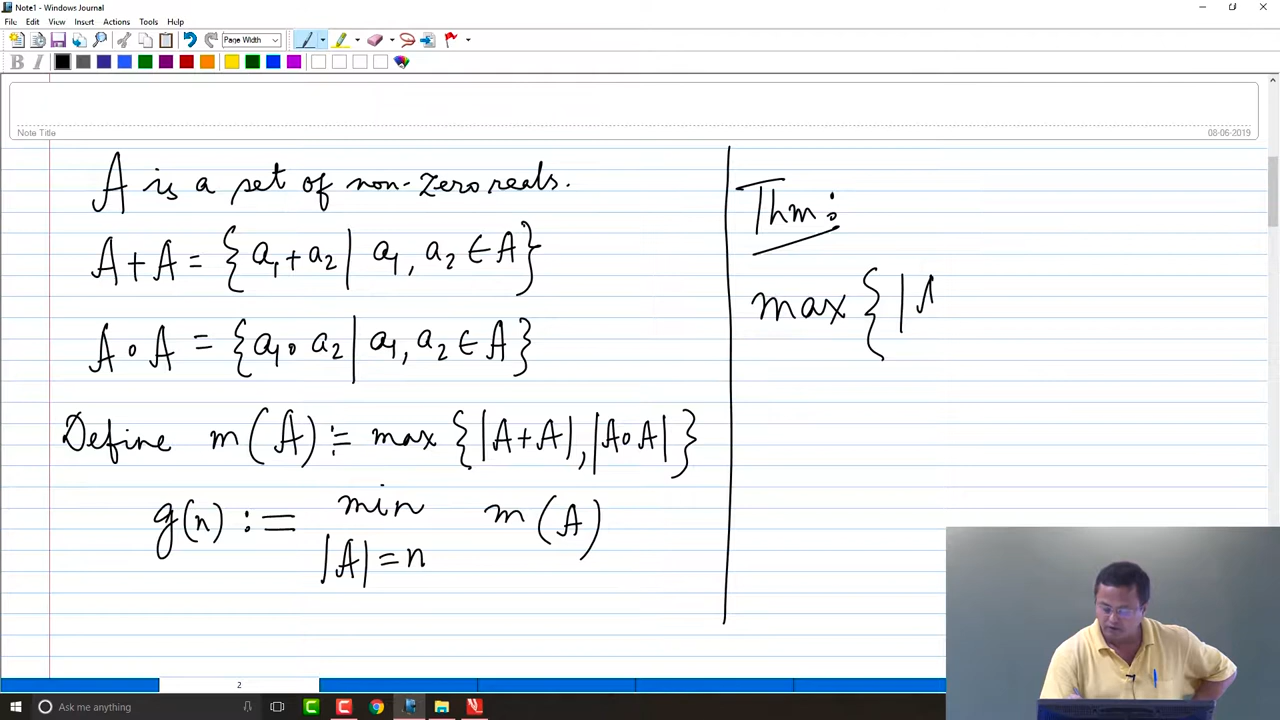 Note1 - Windows Journal
File Edit View Insert Actions Tools Help
Page Width
B I
Note Title
08-06-2019
A is a set of non-zero reals.
A+A = {a₁+a₂ | a₁, a₂ ∈ A}
A∘A = {a₁∘a₂ | a₁, a₂ ∈ A}
Define m(A) := max {|A+A|, |A∘A|}
g(n) := min m(A)
|A| = n
Thm:
max { | A
2
Ask me anything